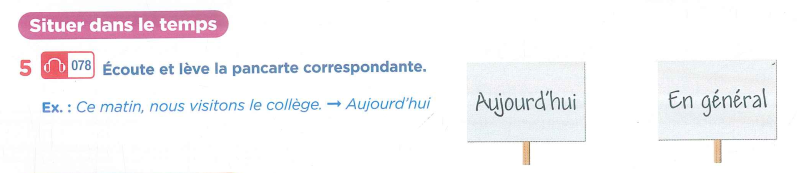 Situer dans le temps
5 078 Écoute et lève la pancarte correspondante.
Ex. : Ce matin, nous visitons le collège. → Aujourd'hui
Aujourd'hui
En général